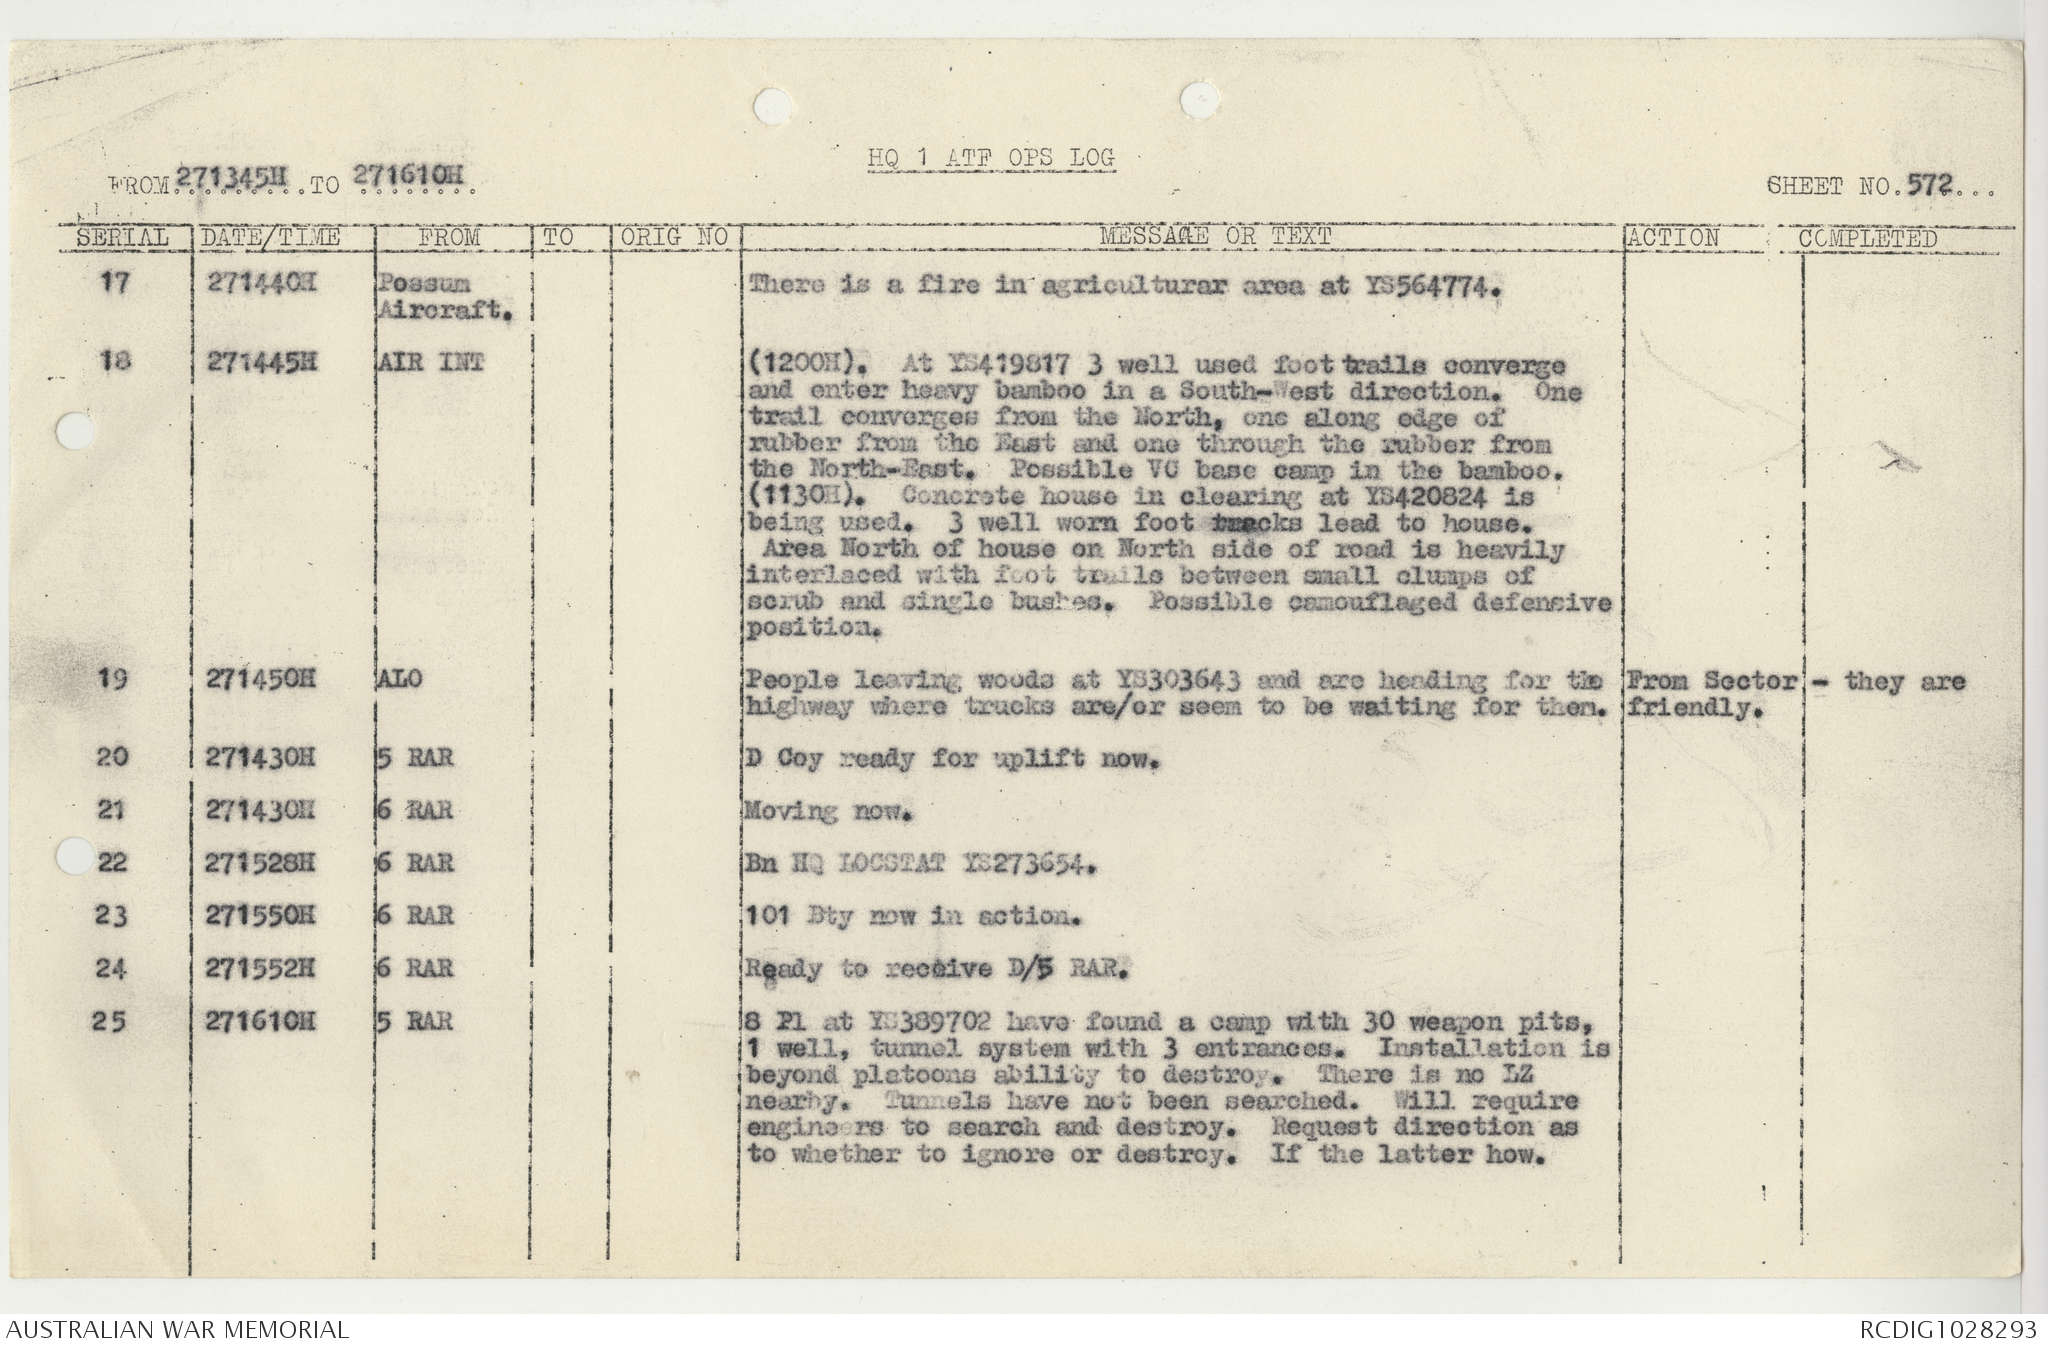 HQ 1 ATF OPS LOG
FROM 271345H TO 271610H
SHEET NO. 572
SERIAL DATE/TIME FROM TO ORIG NO MESSAGE OR TEXT ACTION COMPLETED
17 271440H Possum There is a fire in agriculturar area at YS564774.
Aircraft.
18 271445H AIR INT (1200H). At YS419817 3 well used foot trails converge
and enter heavy bamboo in a South-West direction. One
trail converges from the North, one along edge of
rubber from the East and one through the rubber from
the North-East. Possible VC base camp in the bamboo.
(1130H). Concrete house in clearing at YS420824 is
being used. 3 well worn foot tracks lead to house.
Area North of house on North side of road is heavily
interlaced with foot trails between small clumps of
scrub and single bushes. Possible camouflaged defensive
position.
19 271450H ALO People leaving woods at YS303643 and are heading for the From Sector - they are
highway where trucks are/or seem to be waiting for them. friendly.
20 271430H 5 RAR D Coy ready for uplift now.
21 271430H 6 RAR Moving now.
22 271528H 6 RAR Bn HQ LOCSTAT YS273654.
23 271550H 6 RAR 101 Bty now in action.
24 271552H 6 RAR Ready to receive D/5 RAR.
25 271610H 5 RAR 8 Pl at YS389702 have found a camp with 30 weapon pits,
1 well, tunnel system with 3 entrances. Installation is
beyond platoons ability to destroy. There is no LZ
nearby. Tunnels have not been searched. Will require
engineers to search and destroy. Request direction as
to whether to ignore or destroy. If the latter how.
AUSTRALIAN WAR MEMORIAL
RCDIG1028293